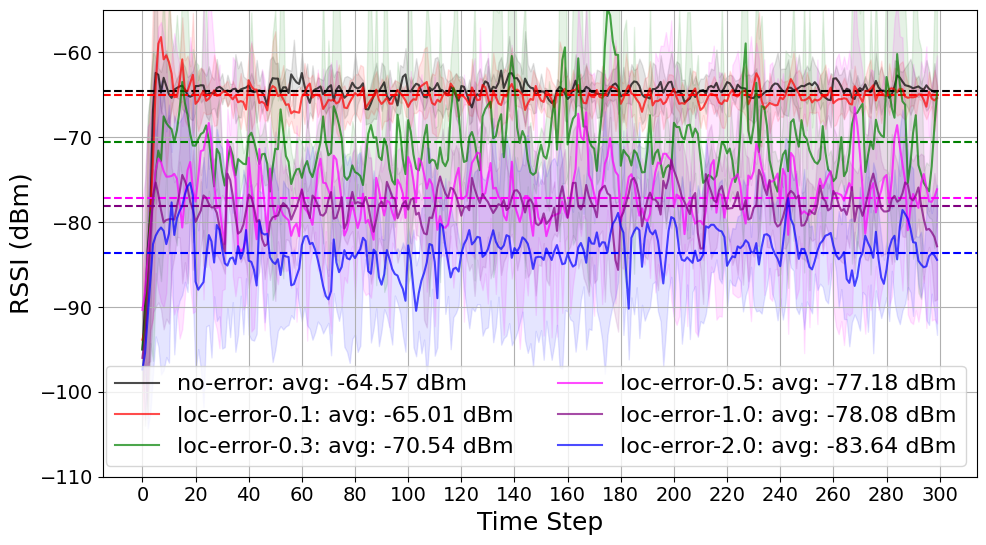 RSSI (dBm)
−60
−70
−80
−90
−100
−110
no-error: avg: -64.57 dBm
loc-error-0.1: avg: -65.01 dBm
loc-error-0.3: avg: -70.54 dBm
loc-error-0.5: avg: -77.18 dBm
loc-error-1.0: avg: -78.08 dBm
loc-error-2.0: avg: -83.64 dBm
0 20 40 60 80 100 120 140 160 180 200 220 240 260 280 300
Time Step